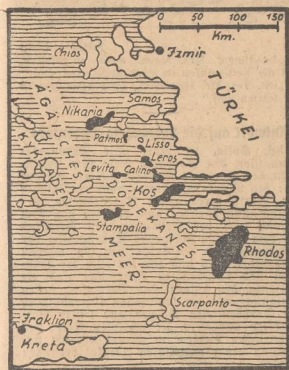 0 50 100 150
Km.
Chios
Izmir
TÜRKEI
Samos
Nikaria
Patmos
Lisso
Leros
Levita
Calino
Kos
ÄGÄISCHES MEER
KYKLADEN
DODEKANES
Stampalia
Rhodos
Scarpanto
Iraklion
Kreta